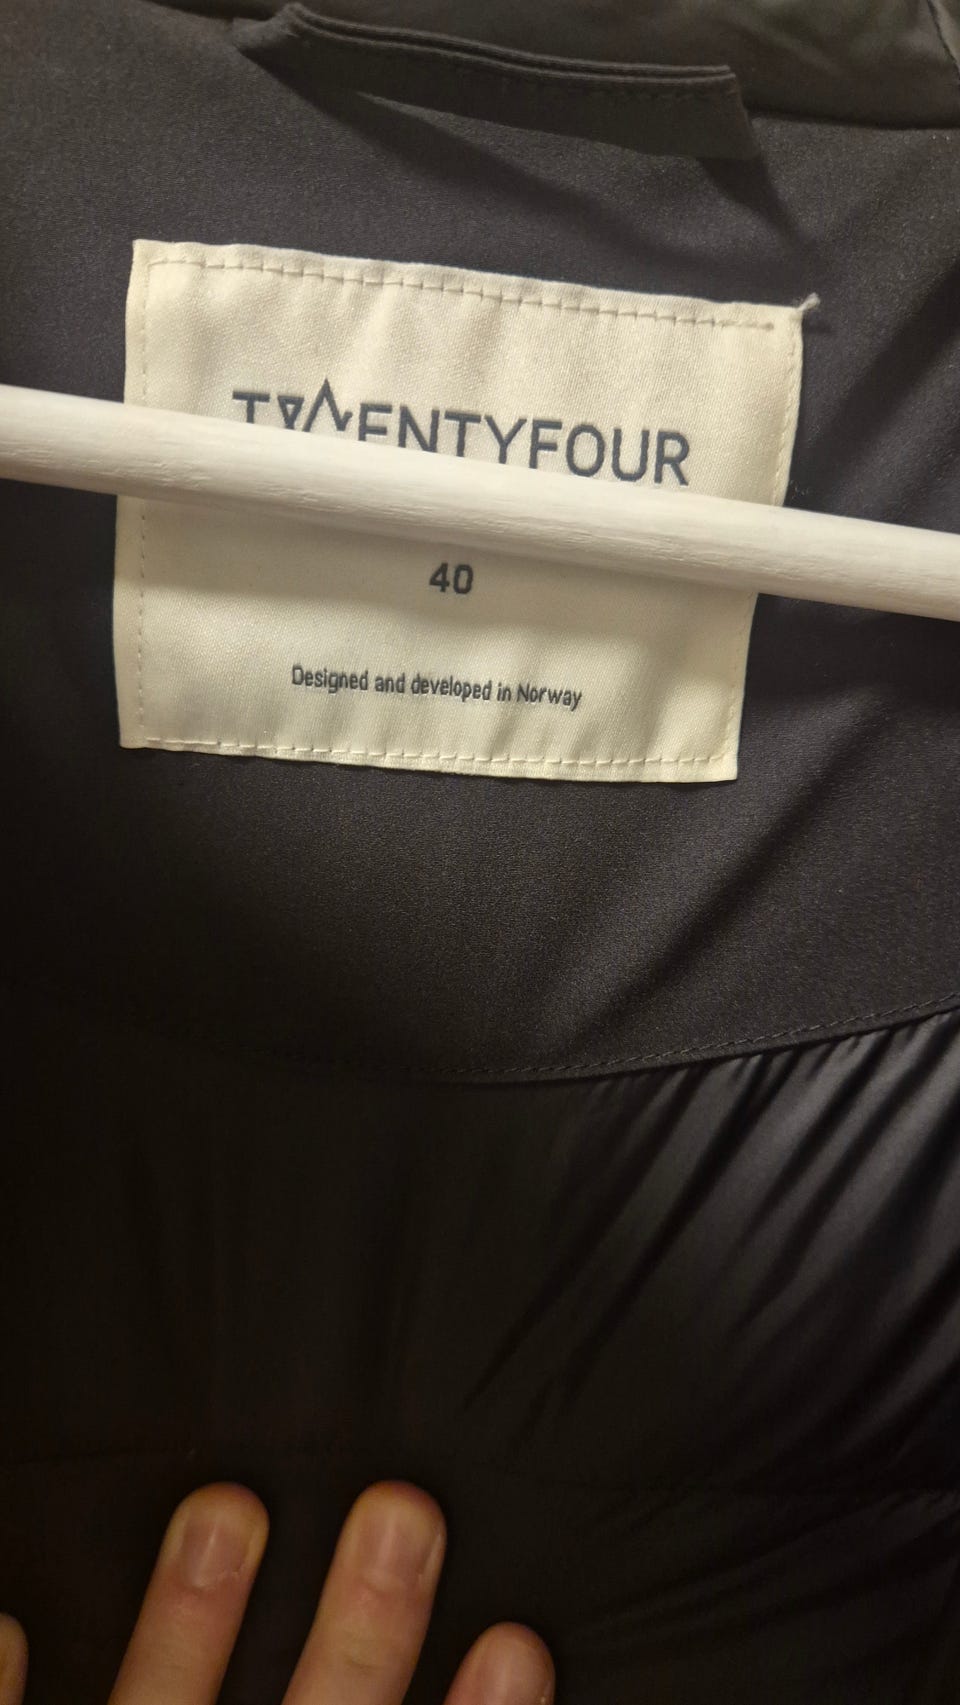 TWENTYFOUR
40
Designed and developed in Norway